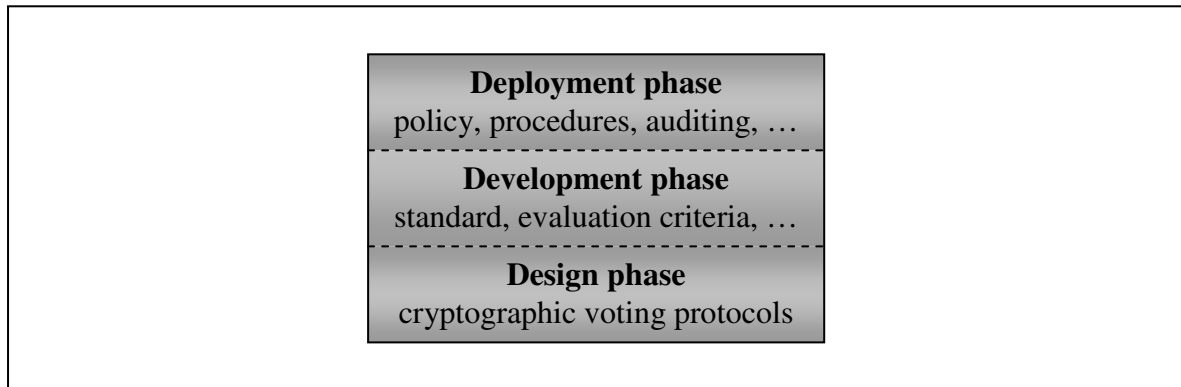 Deployment phase
policy, procedures, auditing, …
Development phase
standard, evaluation criteria, …
Design phase
cryptographic voting protocols